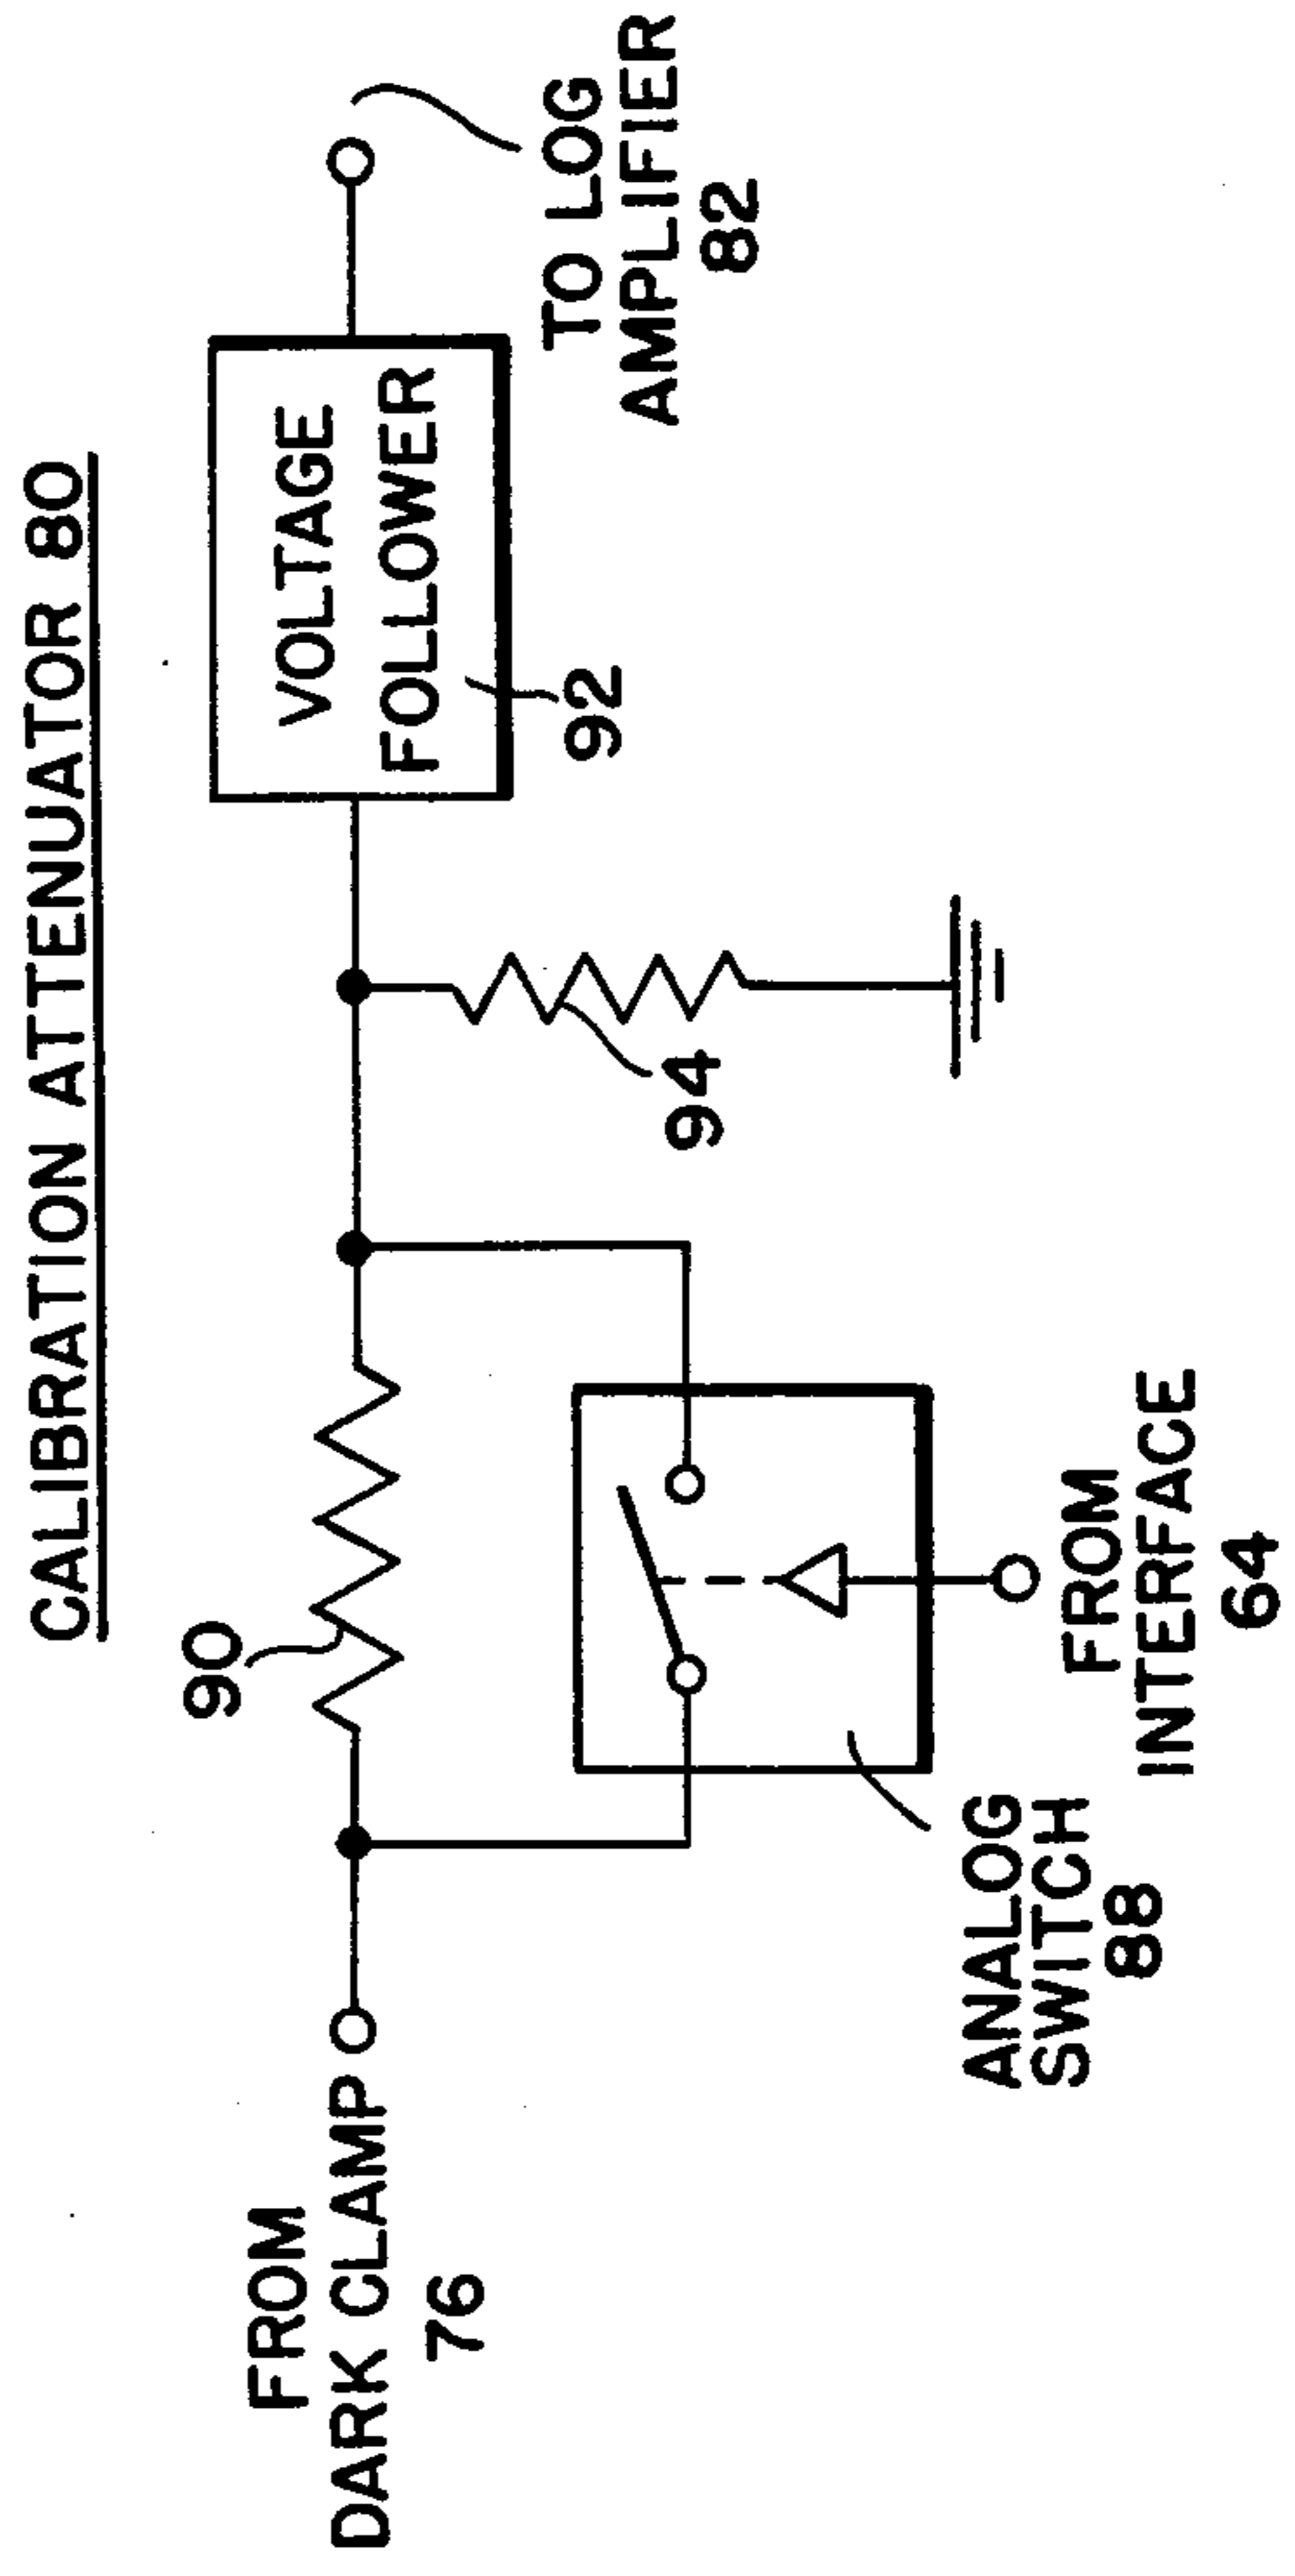 CALIBRATION ATTENUATOR 80
FROM
DARK CLAMP
76
90
ANALOG
SWITCH
88
FROM
INTERFACE
64
94
VOLTAGE
FOLLOWER
92
TO LOG
AMPLIFIER
82